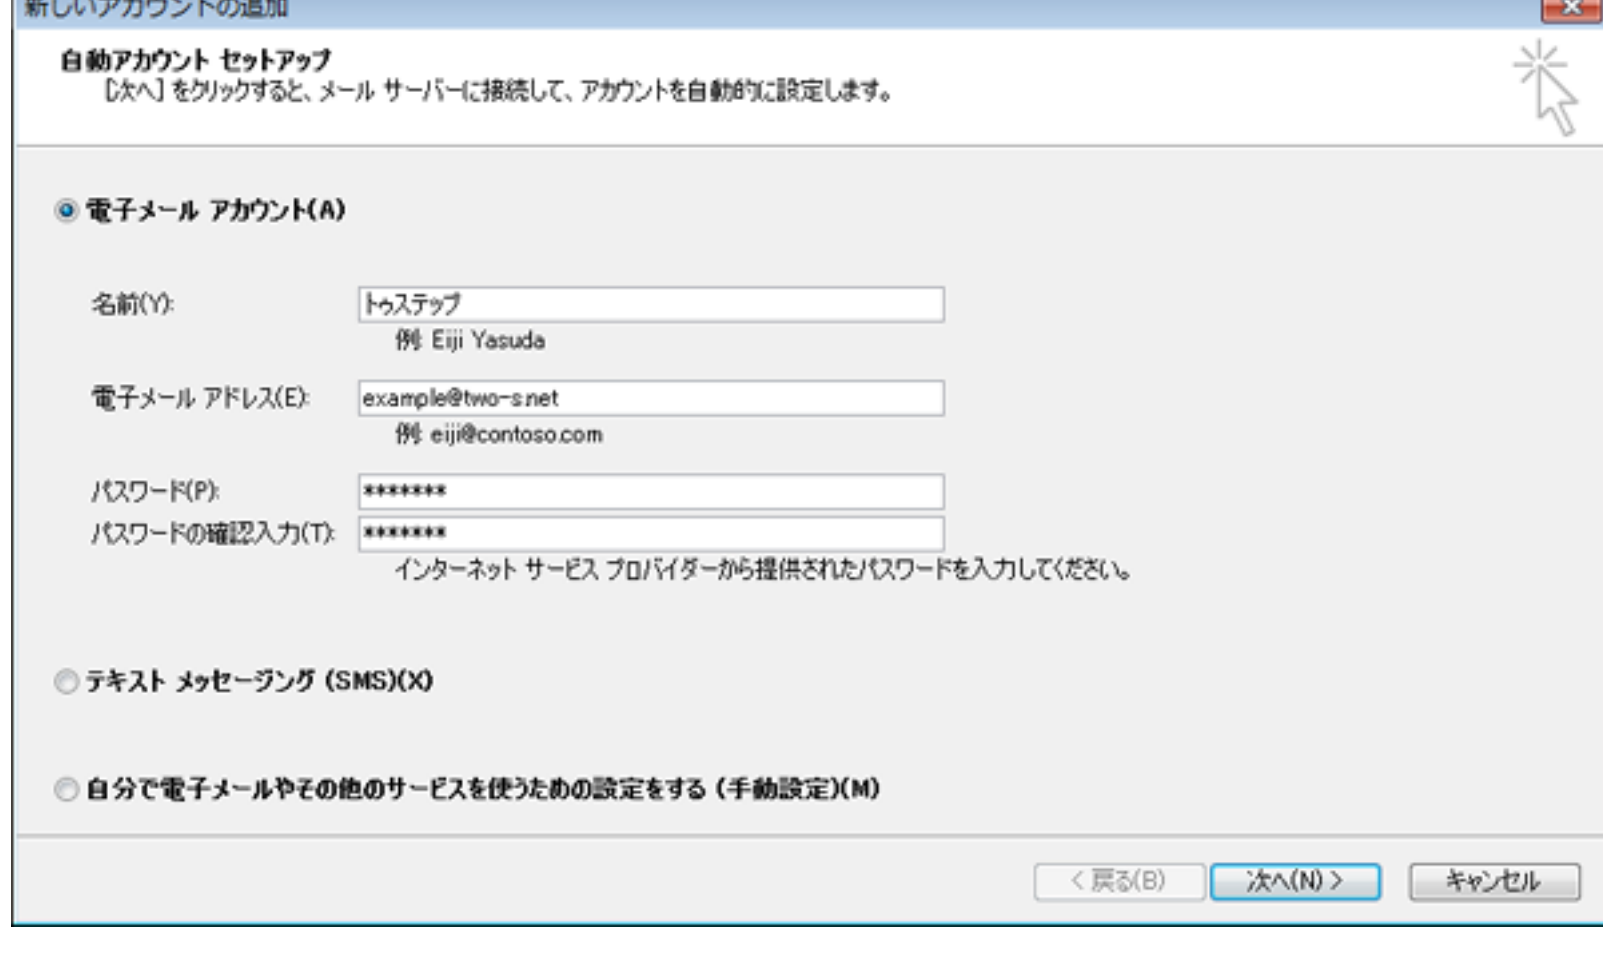 新しいアカウントの追加
自動アカウント セットアップ
[次へ] をクリックすると、メール サーバーに接続して、アカウントを自動的に設定します。
電子メール アカウント(A)
名前(Y): トゥステップ
例: Eiji Yasuda
電子メール アドレス(E): example@two-s.net
例: eiji@contoso.com
パスワード(P): *******
パスワードの確認入力(T): *******
インターネット サービス プロバイダーから提供されたパスワードを入力してください。
テキスト メッセージング (SMS)(X)
自分で電子メールやその他のサービスを使うための設定をする (手動設定)(M)
< 戻る(B) 次へ(N) > キャンセル